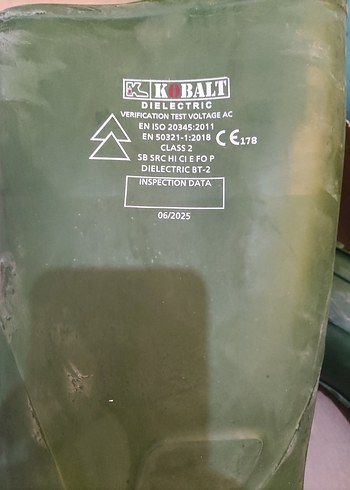 KOBALT
DIELECTRIC
VERIFICATION TEST VOLTAGE AC
EN ISO 20345:2011
EN 50321-1:2018
CE 178
CLASS 2
SB SRC HI CI E FO P
DIELECTRIC BT-2
INSPECTION DATA
06/2025